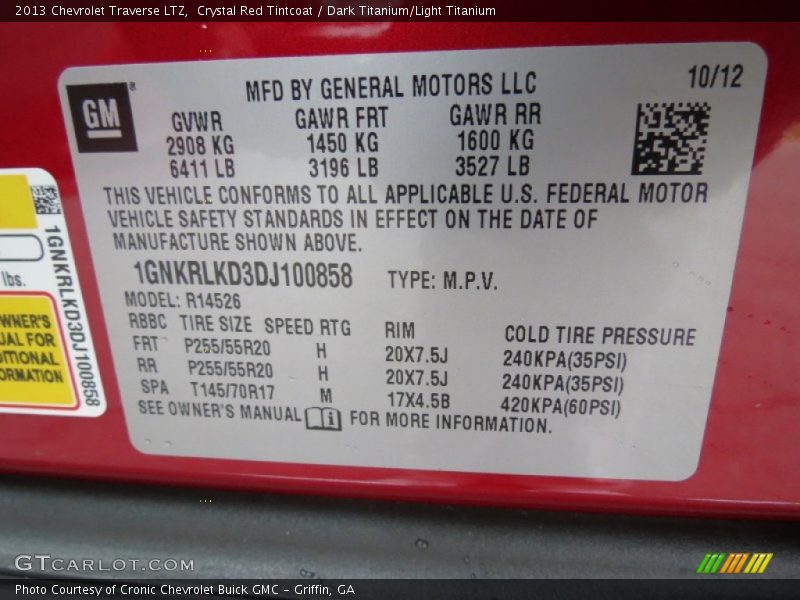 2013 Chevrolet Traverse LTZ, Crystal Red Tintcoat / Dark Titanium/Light Titanium
GM
MFD BY GENERAL MOTORS LLC 10/12
GVWR GAWR FRT GAWR RR
2908 KG 1450 KG 1600 KG
6411 LB 3196 LB 3527 LB
THIS VEHICLE CONFORMS TO ALL APPLICABLE U.S. FEDERAL MOTOR
VEHICLE SAFETY STANDARDS IN EFFECT ON THE DATE OF
MANUFACTURE SHOWN ABOVE.
1GNKRLKD3DJ100858 TYPE: M.P.V.
MODEL: R14526
RBBC TIRE SIZE SPEED RTG RIM COLD TIRE PRESSURE
FRT P255/55R20 H 20X7.5J 240KPA(35PSI)
RR P255/55R20 H 20X7.5J 240KPA(35PSI)
SPA T145/70R17 M 17X4.5B 420KPA(60PSI)
SEE OWNER'S MANUAL i FOR MORE INFORMATION.
lbs.
WNER'S
UAL FOR
DITIONAL
ORMATION
1GNKRLKD3DJ100858
GTCARLOT.COM
Photo Courtesy of Cronic Chevrolet Buick GMC – Griffin, GA